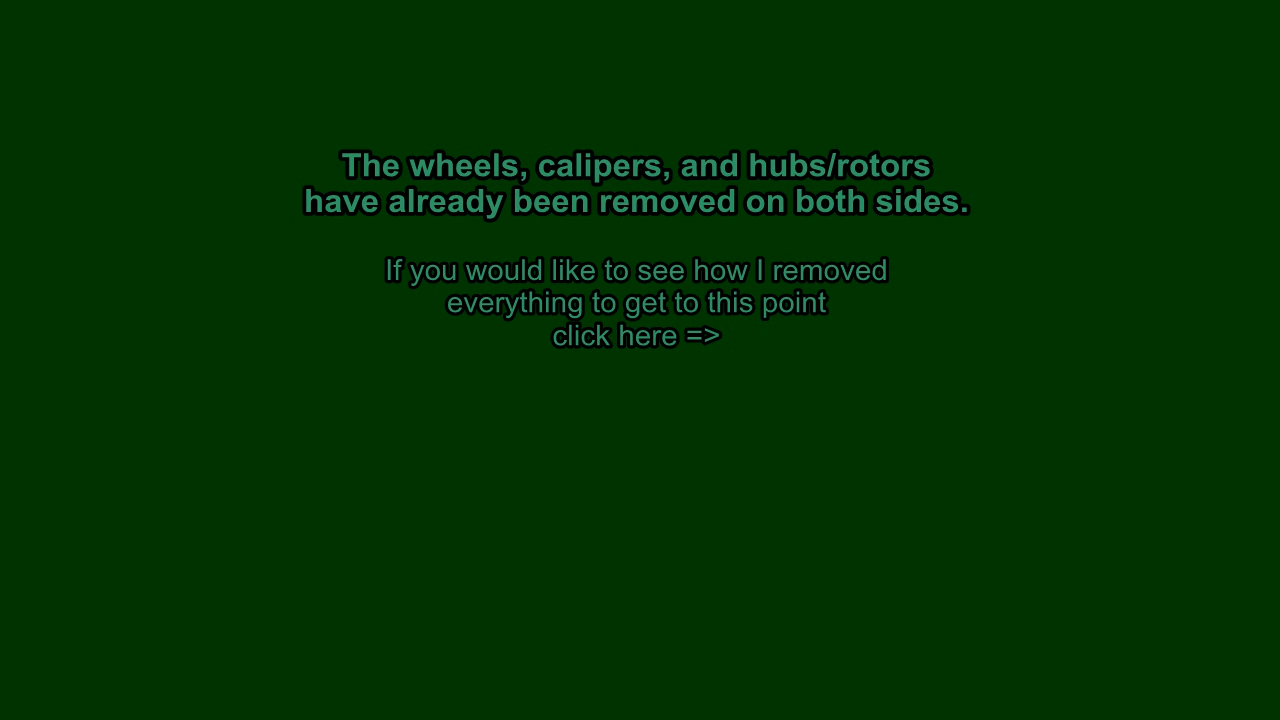 The wheels, calipers, and hubs/rotors
have already been removed on both sides.
If you would like to see how I removed
everything to get to this point
click here =>